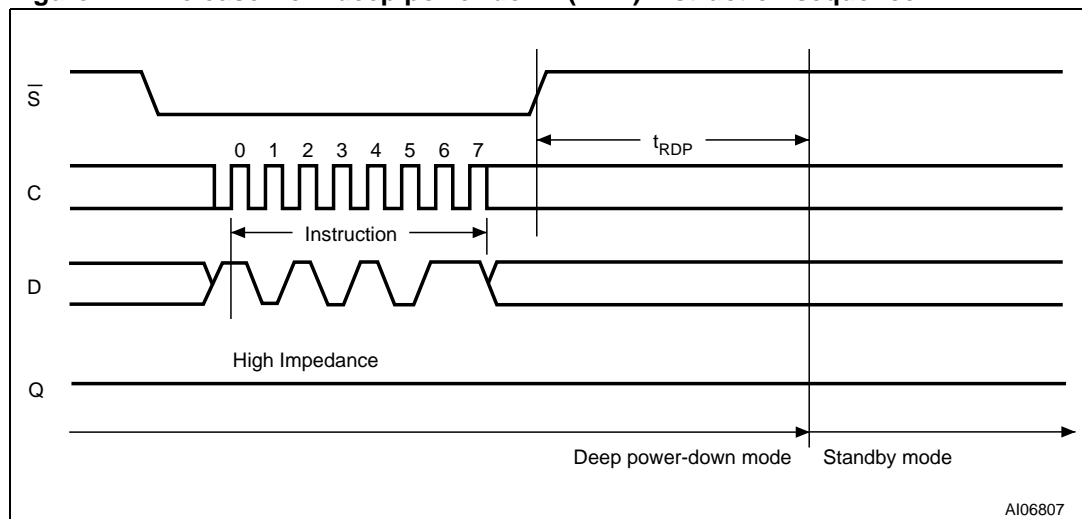 S
0 1 2 3 4 5 6 7
tRDP
C
Instruction
D
High Impedance
Q
Deep power-down mode Standby mode
AI06807